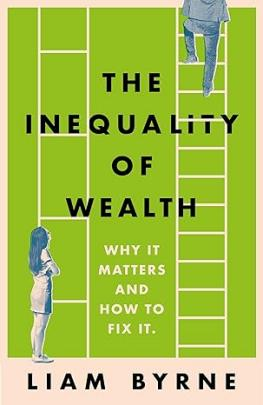 THE
INEQUALITY
OF
WEALTH
WHY IT
MATTERS
AND
HOW TO
FIX IT.
LIAM BYRNE